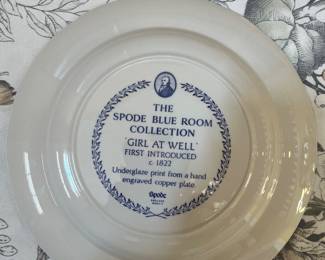 THE
SPODE BLUE ROOM
COLLECTION
'GIRL AT WELL'
FIRST INTRODUCED
c. 1822
Underglaze print from a hand
engraved copper plate
Spode